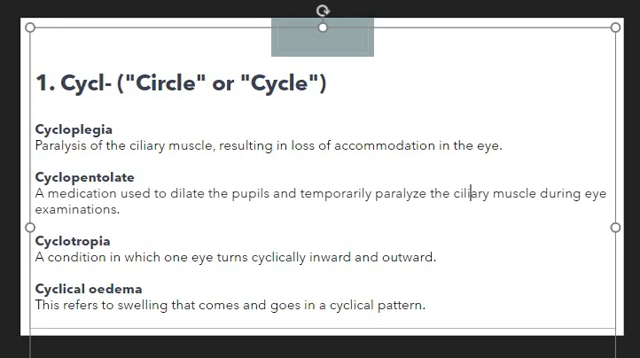 1. Cycl- ("Circle" or "Cycle")
Cycloplegia
Paralysis of the ciliary muscle, resulting in loss of accommodation in the eye.
Cyclopentolate
A medication used to dilate the pupils and temporarily paralyze the ciliary muscle during eye
examinations.
Cyclotropia
A condition in which one eye turns cyclically inward and outward.
Cyclical oedema
This refers to swelling that comes and goes in a cyclical pattern.